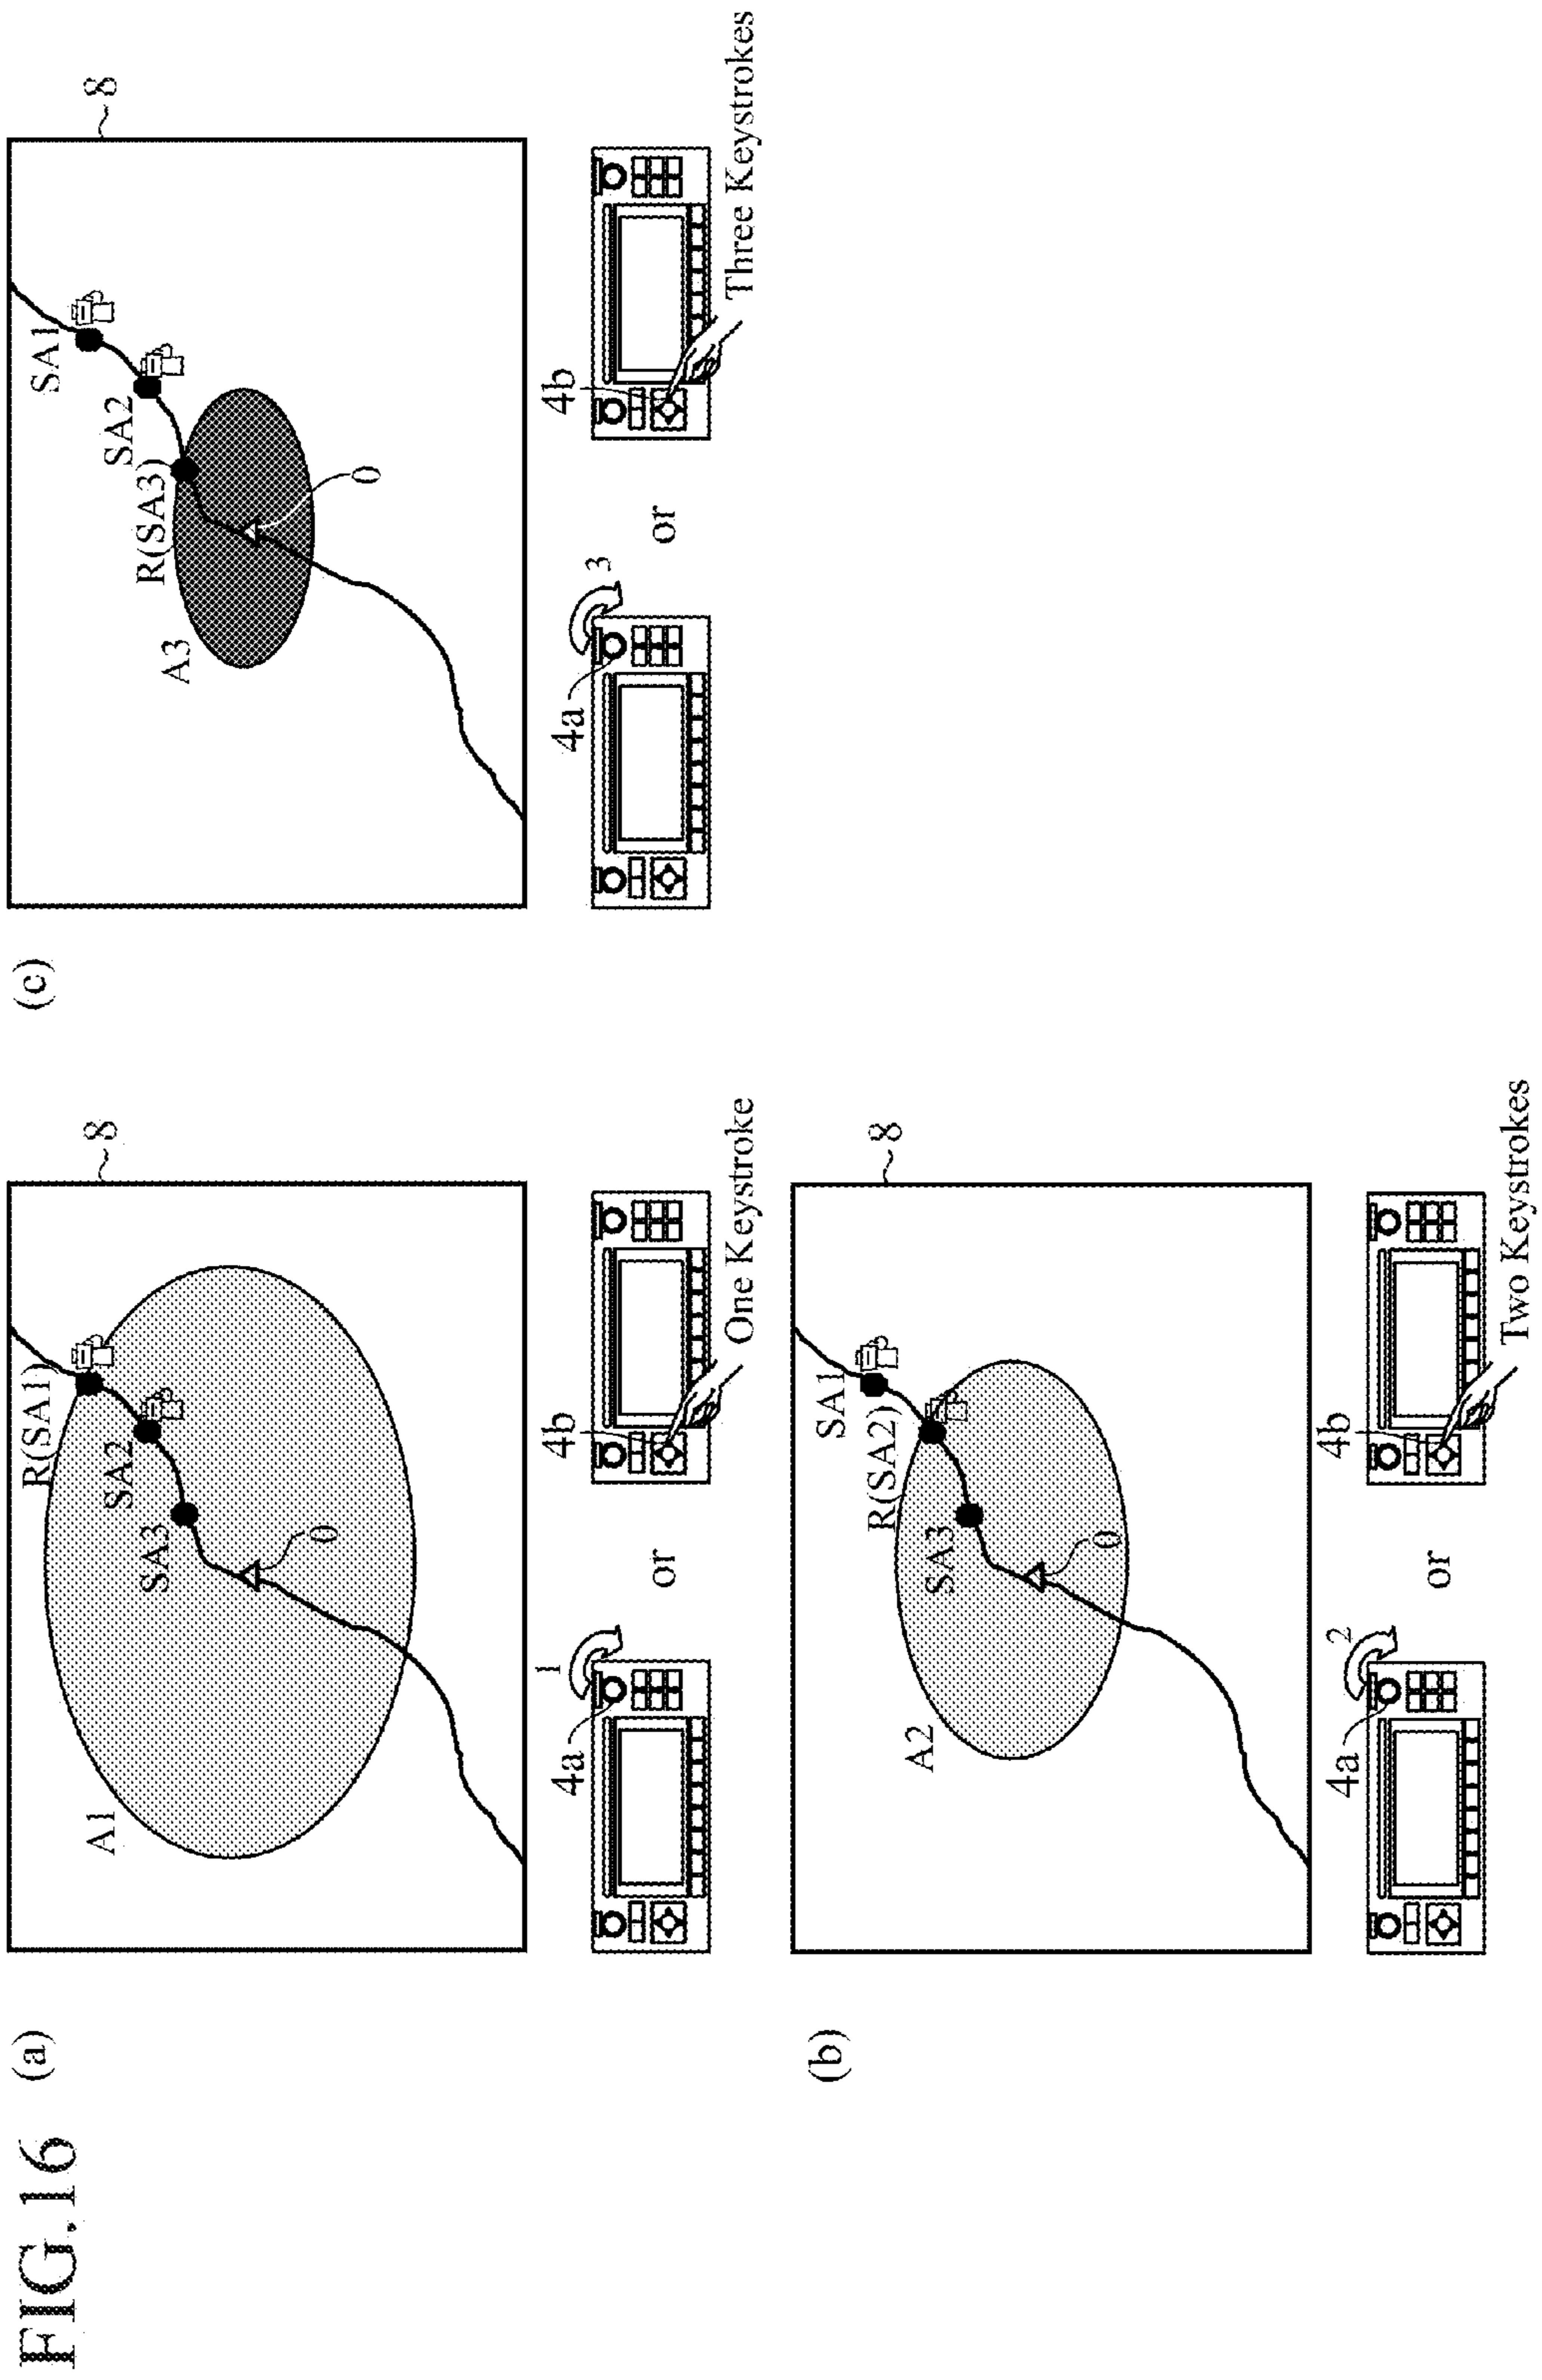 FIG.16
(a)
8
R(SA1)
SA2
SA3
0
A1
4a
1
or
4b
One Keystroke
(b)
8
SA1
R(SA2)
SA3
0
A2
4a
2
or
4b
Two Keystrokes
(c)
8
SA1
SA2
R(SA3)
0
A3
4a
3
or
4b
Three Keystrokes